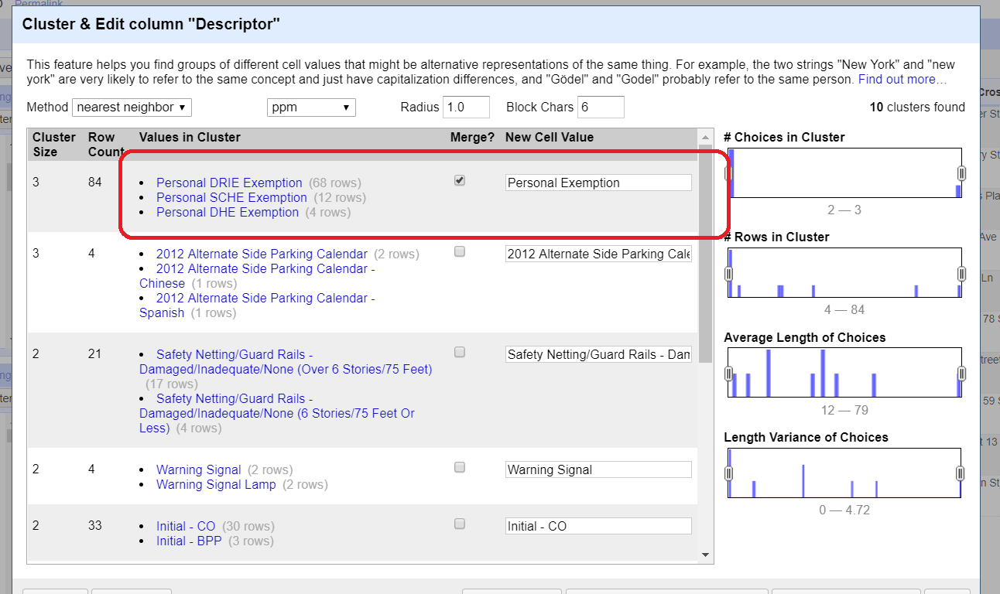 Permalink
Cluster & Edit column "Descriptor"
This feature helps you find groups of different cell values that might be alternative representations of the same thing. For example, the two strings "New York" and "new
york" are very likely to refer to the same concept and just have capitalization differences, and "Gödel" and "Godel" probably refer to the same person. Find out more…
Method nearest neighbor ppm Radius 1.0 Block Chars 6 10 clusters found
Cluster Size Row Count Values in Cluster Merge? New Cell Value
3 84 Personal DRIE Exemption (68 rows) Personal Exemption
Personal SCHE Exemption (12 rows)
Personal DHE Exemption (4 rows)
3 4 2012 Alternate Side Parking Calendar (2 rows) 2012 Alternate Side Parking Cale
2012 Alternate Side Parking Calendar -
Chinese (1 rows)
2012 Alternate Side Parking Calendar -
Spanish (1 rows)
2 21 Safety Netting/Guard Rails - Safety Netting/Guard Rails - Dam
Damaged/Inadequate/None (Over 6 Stories/75 Feet)
(17 rows)
Safety Netting/Guard Rails -
Damaged/Inadequate/None (6 Stories/75 Feet Or
Less) (4 rows)
2 4 Warning Signal (2 rows) Warning Signal
Warning Signal Lamp (2 rows)
2 33 Initial - CO (30 rows) Initial - CO
Initial - BPP (3 rows)
# Choices in Cluster
2 — 3
# Rows in Cluster
4 — 84
Average Length of Choices
12 — 79
Length Variance of Choices
0 — 4.72